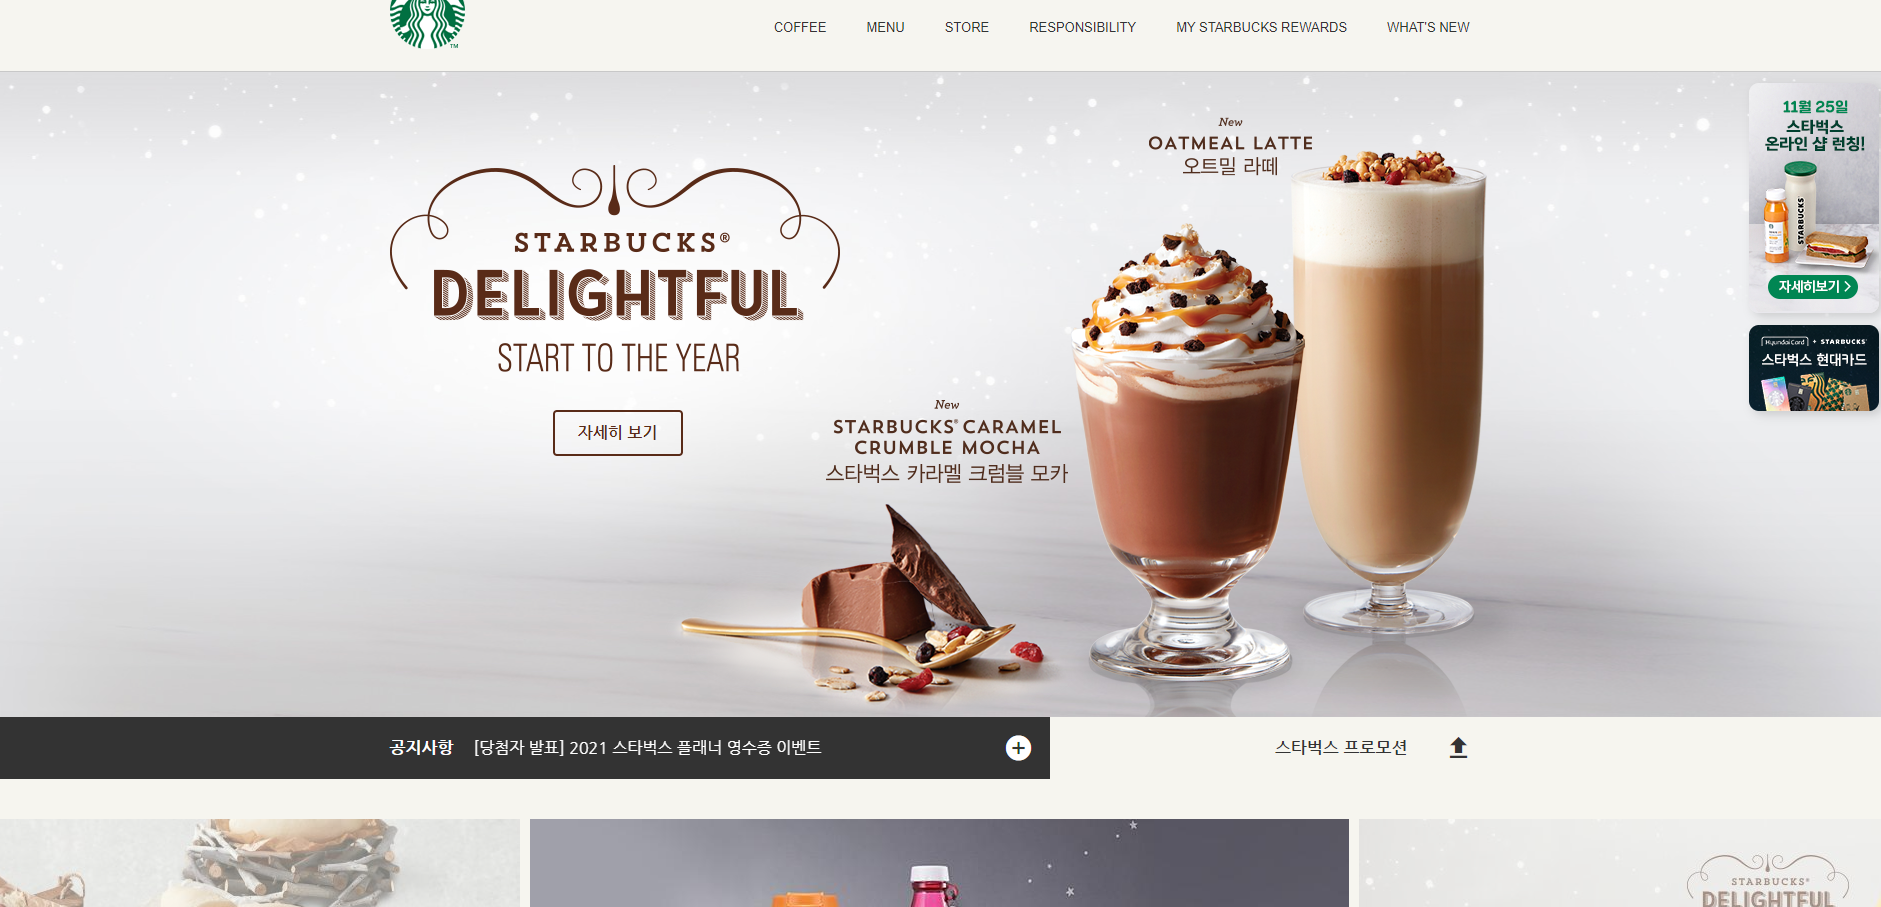 TM
COFFEE
MENU
STORE
RESPONSIBILITY
MY STARBUCKS REWARDS
WHAT'S NEW
STARBUCKS®
DELIGHTFUL
START TO THE YEAR
자세히 보기
New
OATMEAL LATTE
오트밀 라떼
New
STARBUCKS® CARAMEL
CRUMBLE MOCHA
스타벅스 카라멜 크럼블 모카
11월 25일
스타벅스
온라인 샵 런칭!
STARBUCKS
자세히보기 >
HyundaiCard + STARBUCKS
스타벅스 현대카드
공지사항 [당첨자 발표] 2021 스타벅스 플래너 영수증 이벤트
스타벅스 프로모션
STARBUCKS®
DELIGHTFUL